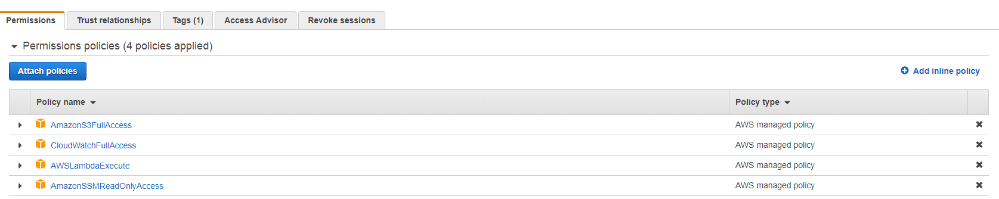 Permissions Trust relationships Tags (1) Access Advisor Revoke sessions
Permissions policies (4 policies applied)
Attach policies Add inline policy
Policy name Policy type
AmazonS3FullAccess AWS managed policy
CloudWatchFullAccess AWS managed policy
AWSLambdaExecute AWS managed policy
AmazonSSMReadOnlyAccess AWS managed policy